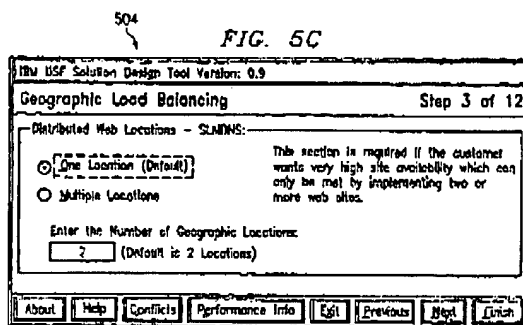 504
FIG. 5C
IBM USF Solution Design Tool Version: 0.9
Geographic Load Balancing Step 3 of 12
Distributed Web Locations - SLNDNS:
One Location (Default)
Multiple Locations
This section is required if the customer
wants very high site availability which can
only be met by implementing two or
more web sites.
Enter the Number of Geographic Locations:
2 (Default is 2 Locations)
About Help Conflicts Performance Info Exit Previous Next Finish